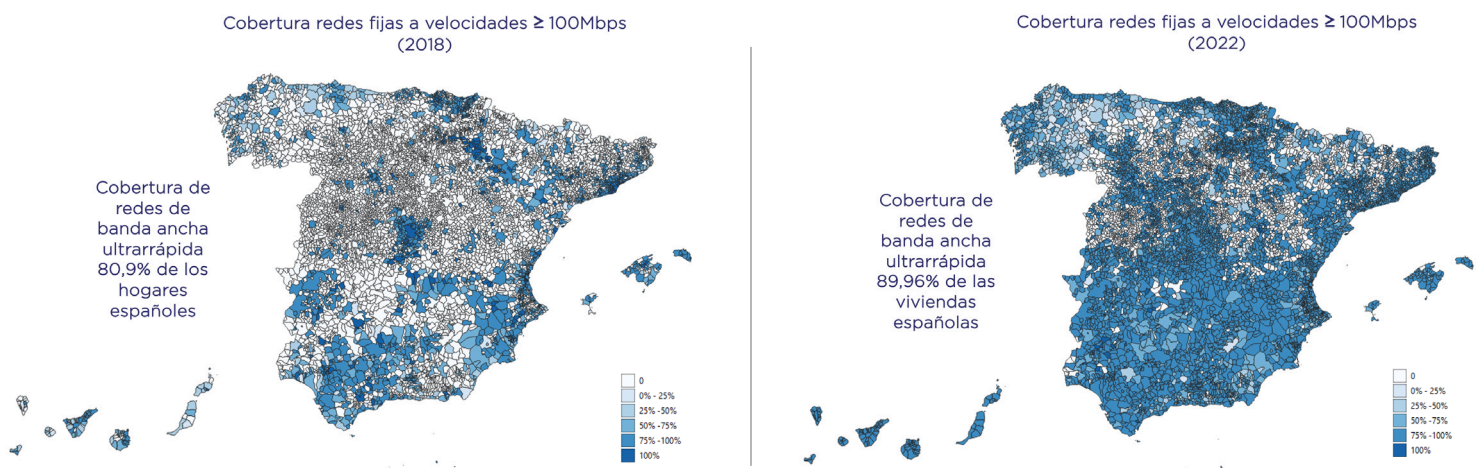 Cobertura redes fijas a velocidades ≥ 100Mbps
(2018)
Cobertura de
redes de
banda ancha
ultrarrápida
80,9% de los
hogares
españoles
0
0% - 25%
25% -50%
50% -75%
75% -100%
100%
Cobertura redes fijas a velocidades ≥ 100Mbps
(2022)
Cobertura de
redes de
banda ancha
ultrarrápida
89,96% de las
viviendas
españolas
0
0% - 25%
25% -50%
50% -75%
75% -100%
100%